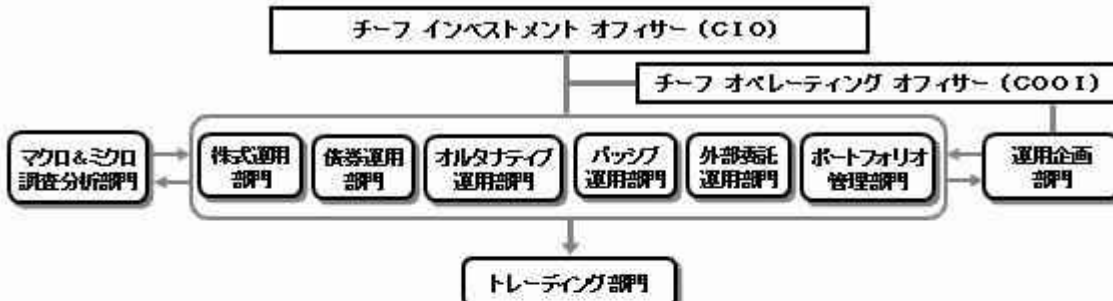 チーフ インベストメント オフィサー (CIO)
チーフ オペレーティング オフィサー (COOI)
マクロ&ミクロ
調査分析部門
株式運用
部門
債券運用
部門
オルタナティブ
運用部門
パッシブ
運用部門
外部委託
運用部門
ポートフォリオ
管理部門
運用企画
部門
トレーディング部門